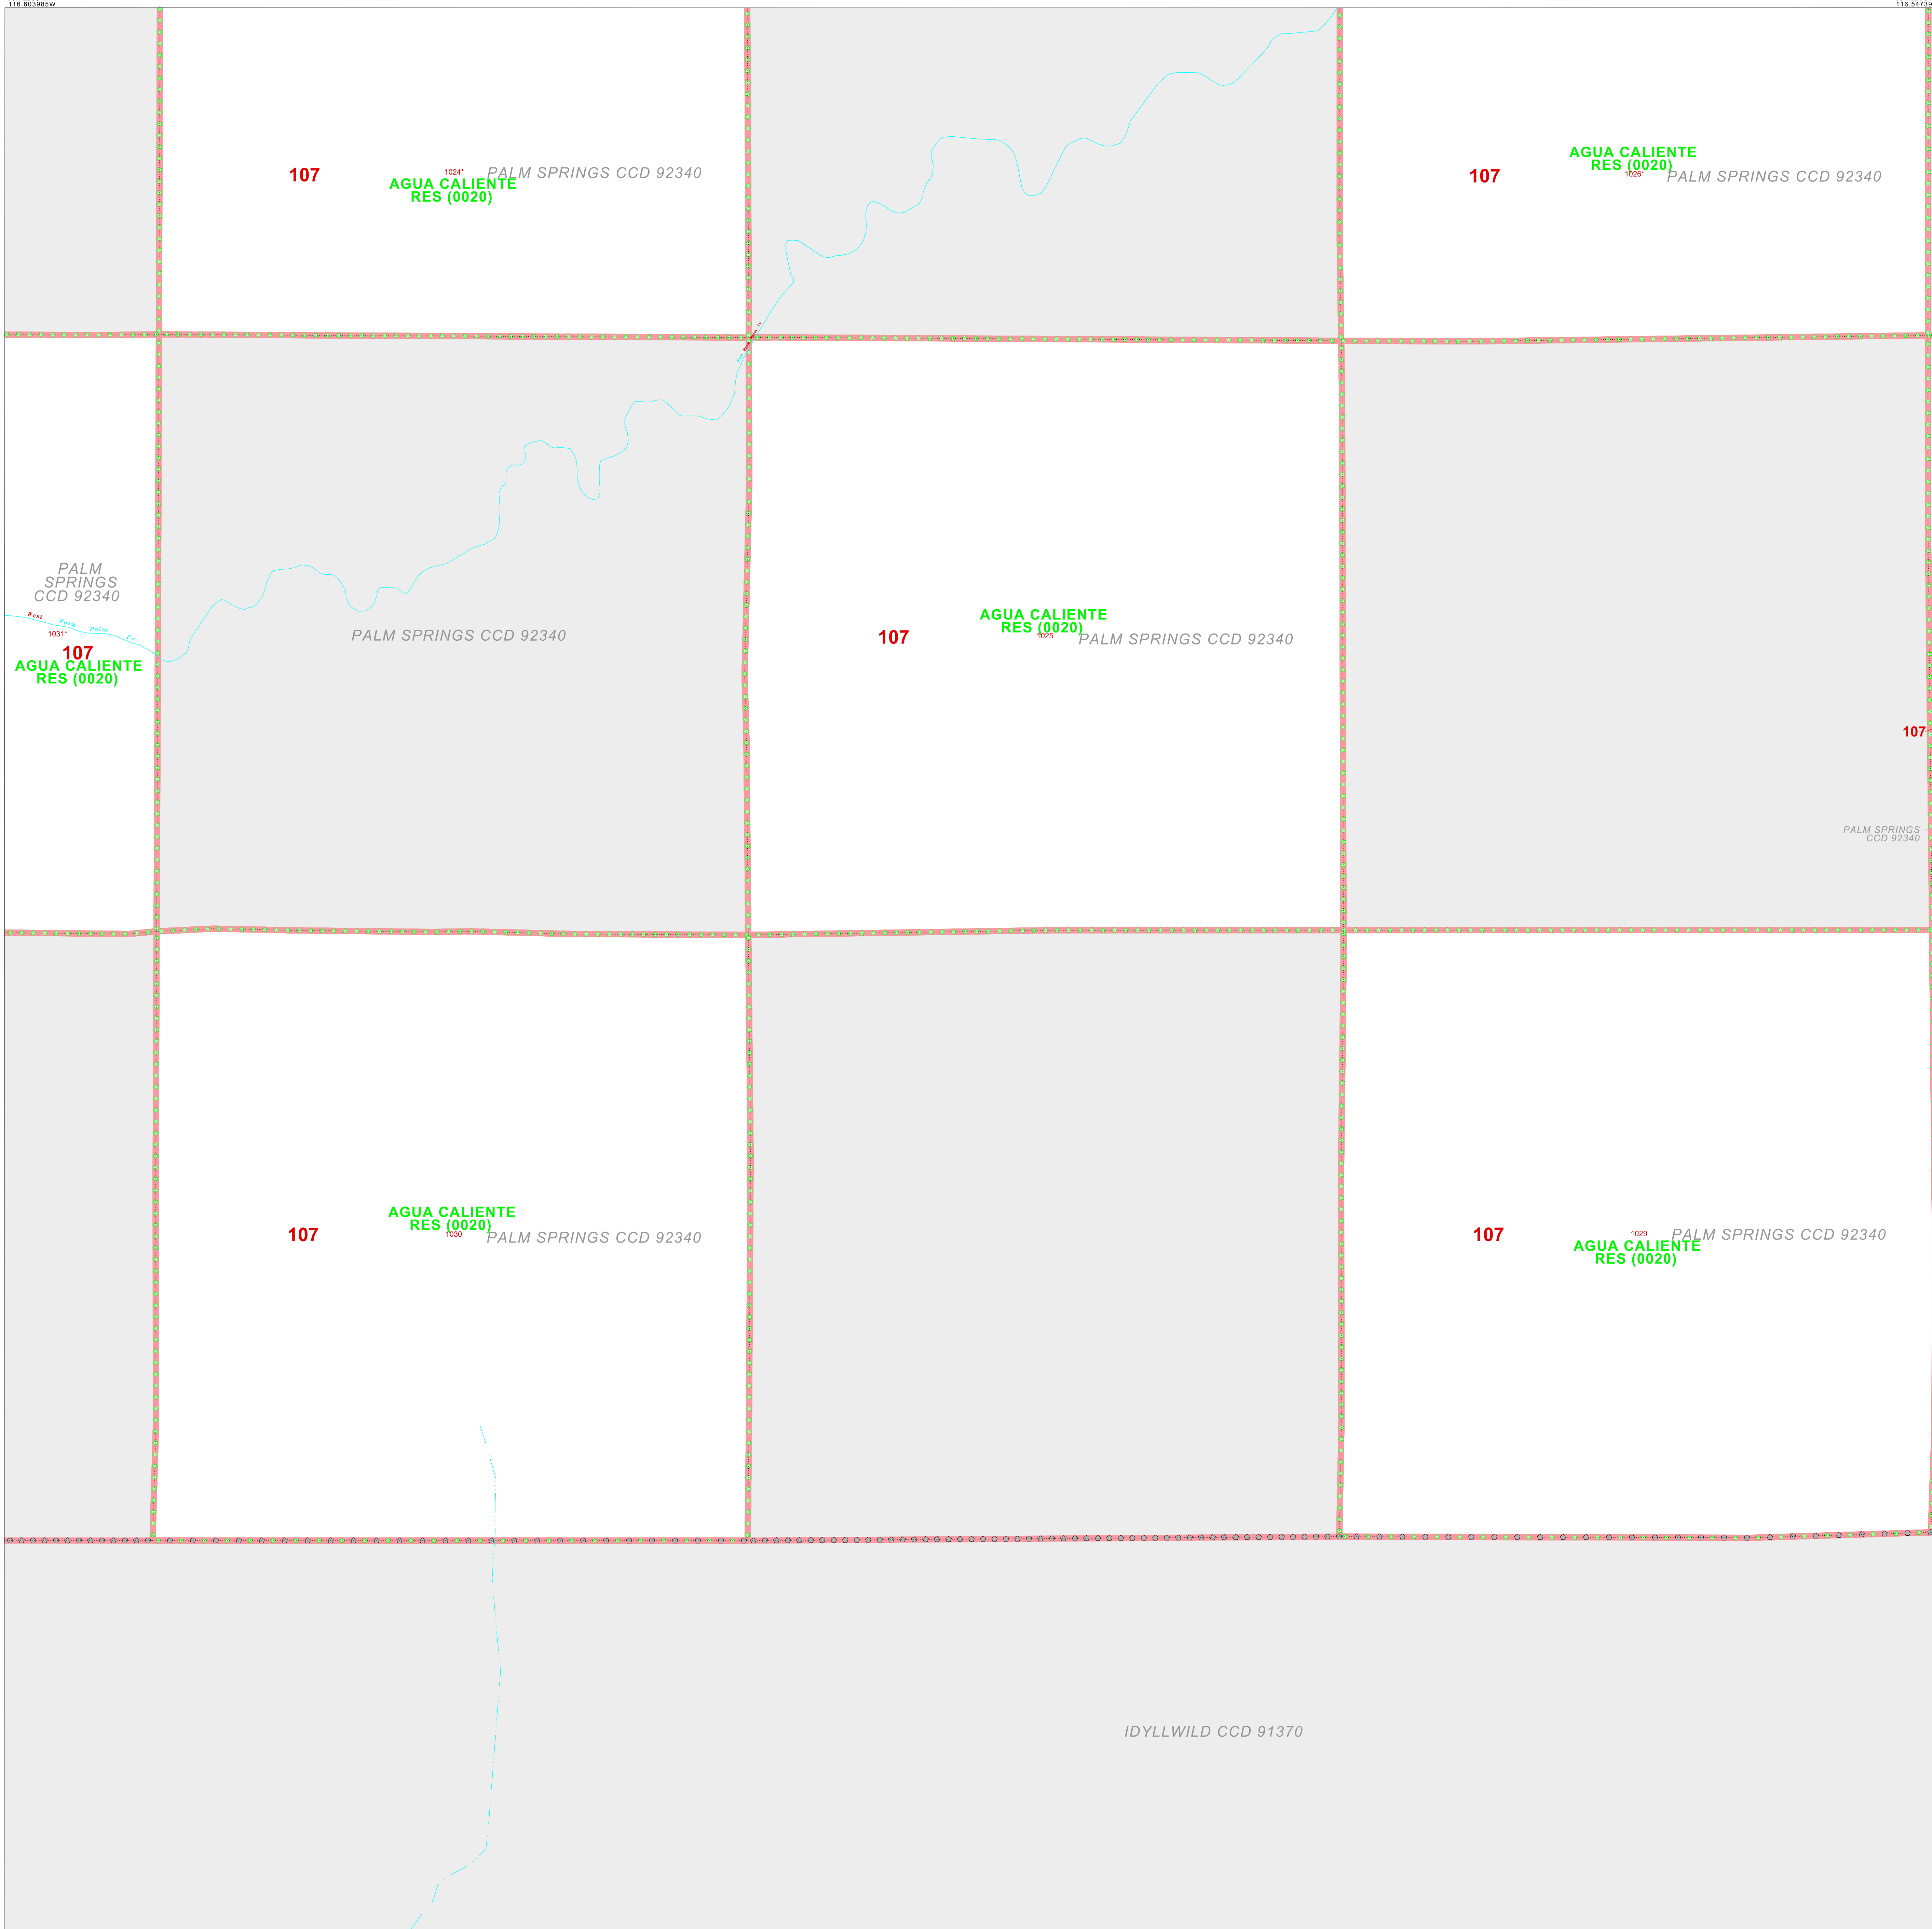 116.603985W
116.54739
107
1024*
PALM SPRINGS CCD 92340
AGUA CALIENTE
RES (0020)
107
AGUA CALIENTE
RES (0020)
1026*
PALM SPRINGS CCD 92340
PALM
SPRINGS
CCD 92340
West Fork Palm Cr
1031*
107
AGUA CALIENTE
RES (0020)
PALM SPRINGS CCD 92340
107
AGUA CALIENTE
RES (0020)
1025
PALM SPRINGS CCD 92340
107
PALM SPRINGS
CCD 92340
107
AGUA CALIENTE
RES (0020)
1030
PALM SPRINGS CCD 92340
107
1029
PALM SPRINGS CCD 92340
AGUA CALIENTE
RES (0020)
IDYLLWILD CCD 91370